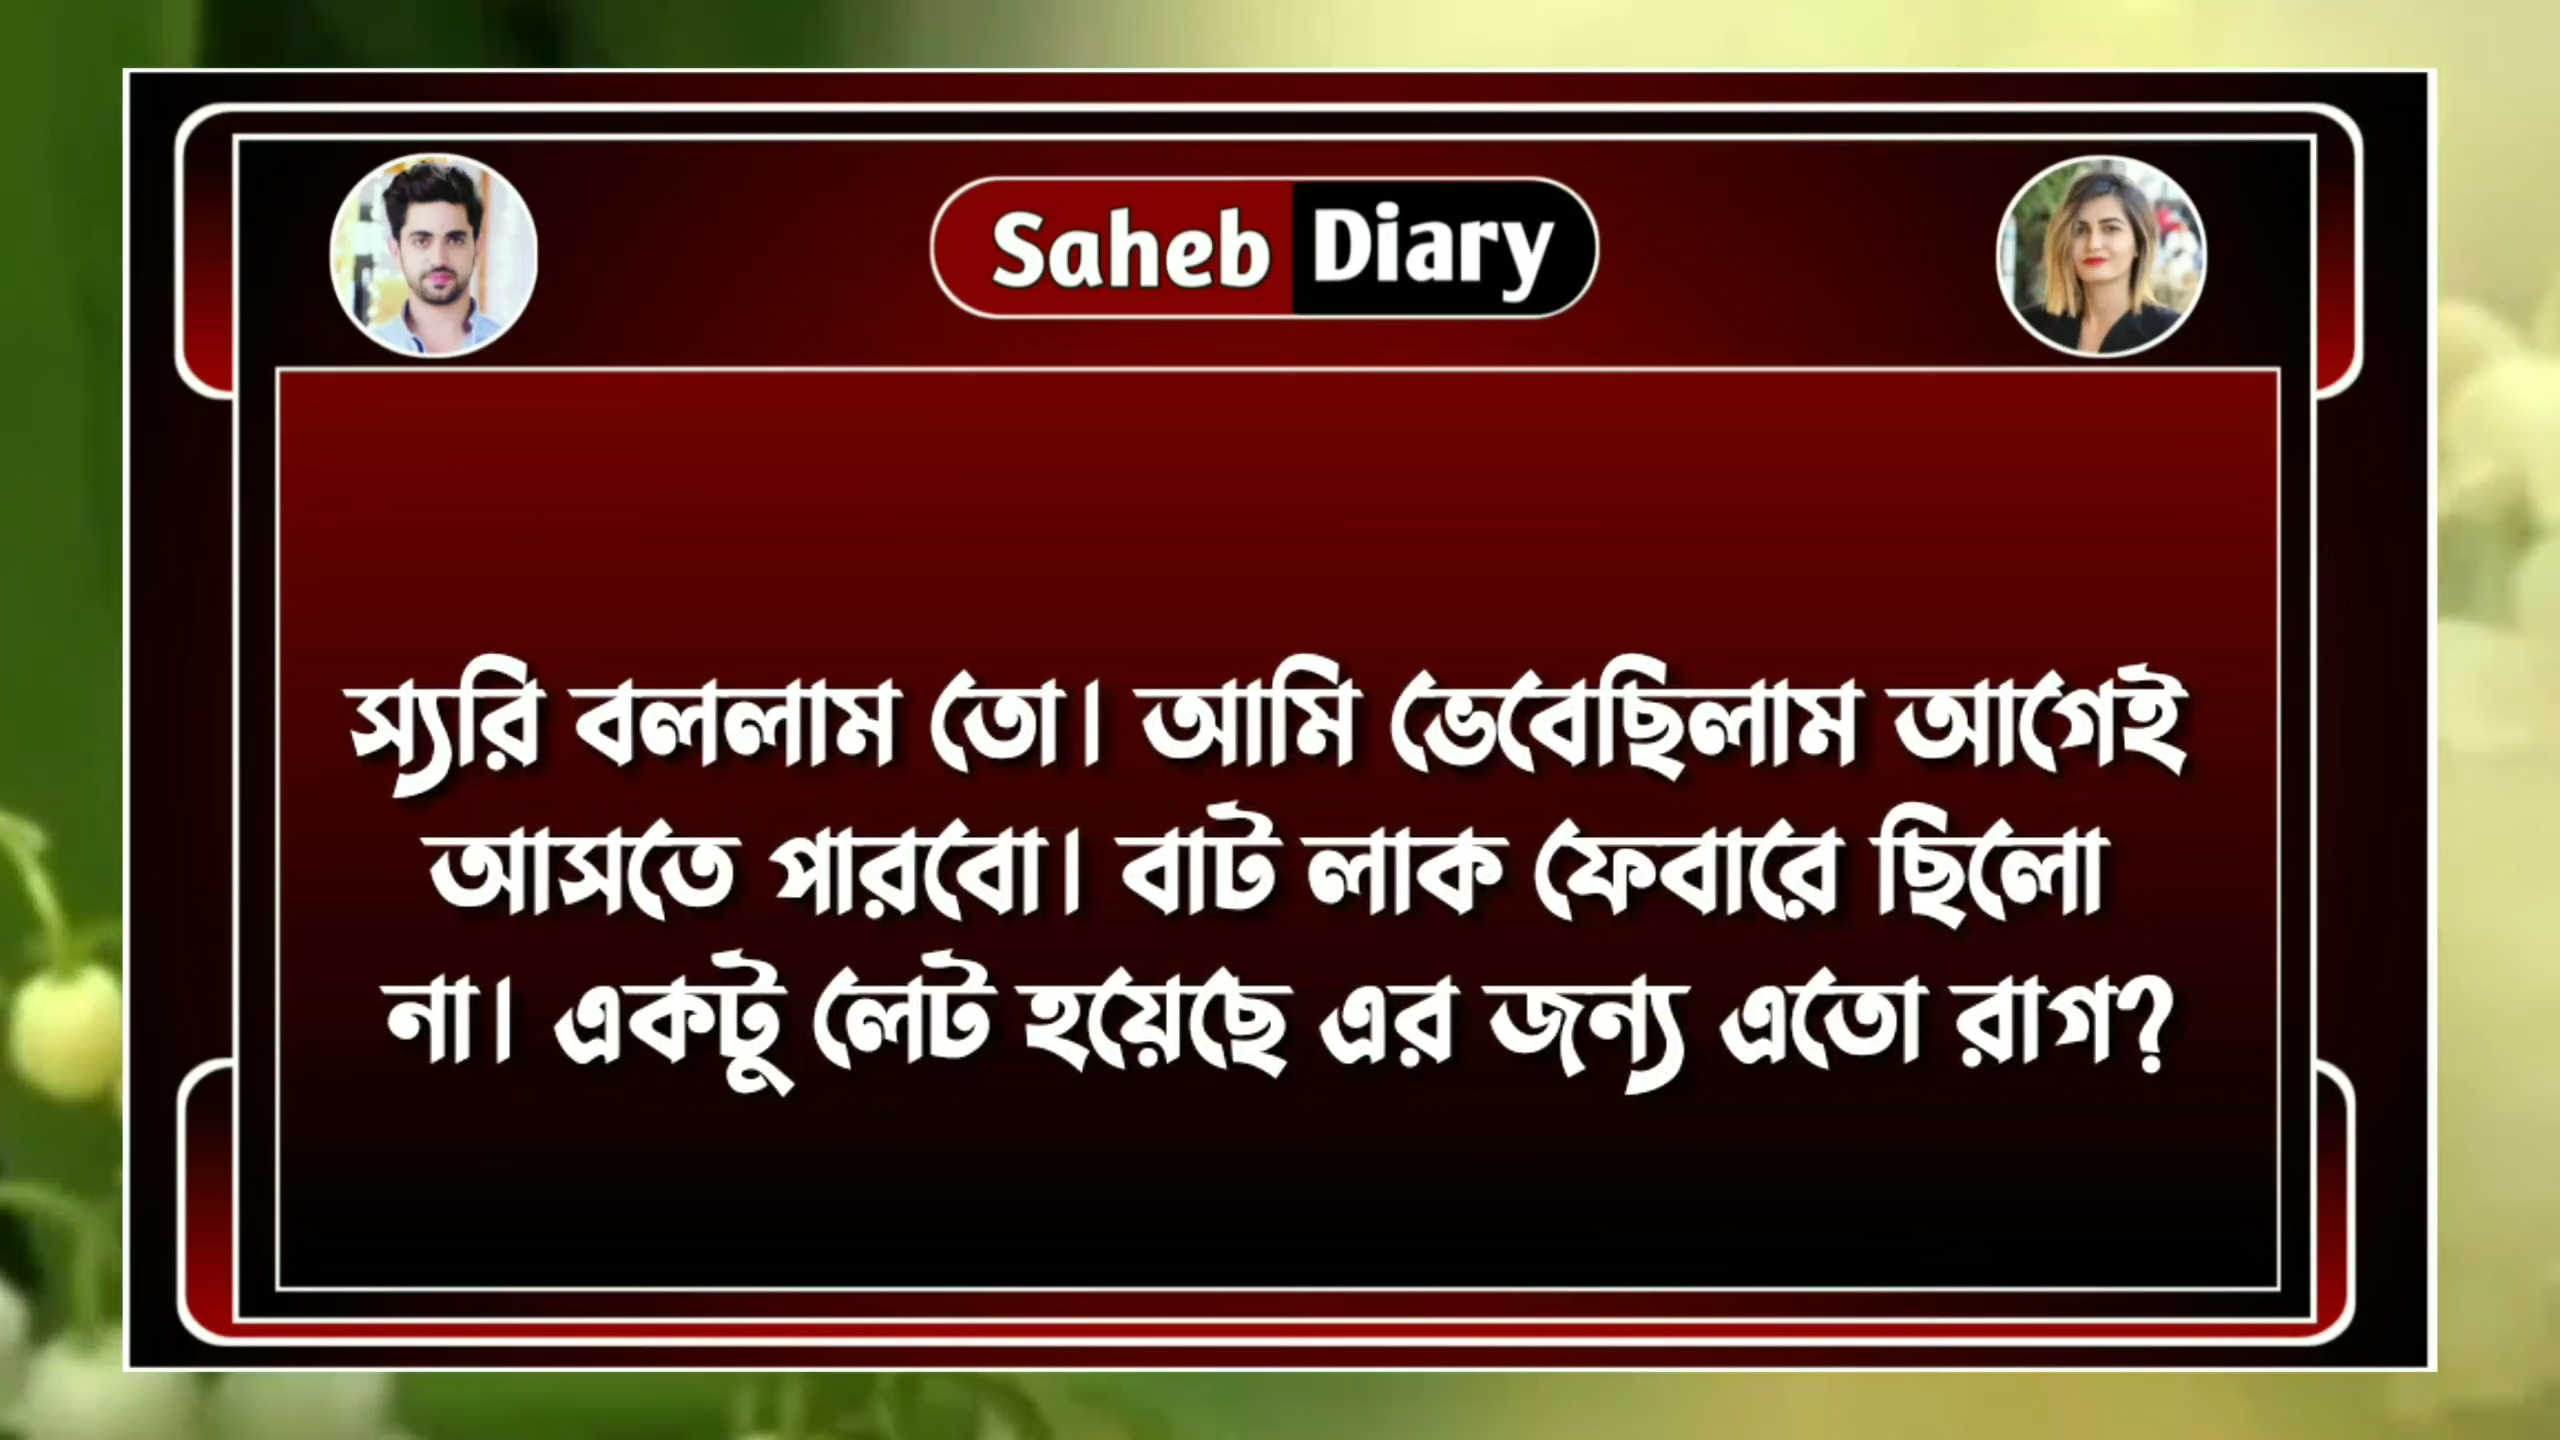 Saheb Diary
স্যরি বললাম তো। আমি ভেবেছিলাম আগেই
আসতে পারবো। বাট লাক ফেবারে ছিলো
না। একটু লেট হয়েছে এর জন্য এতো রাগ?